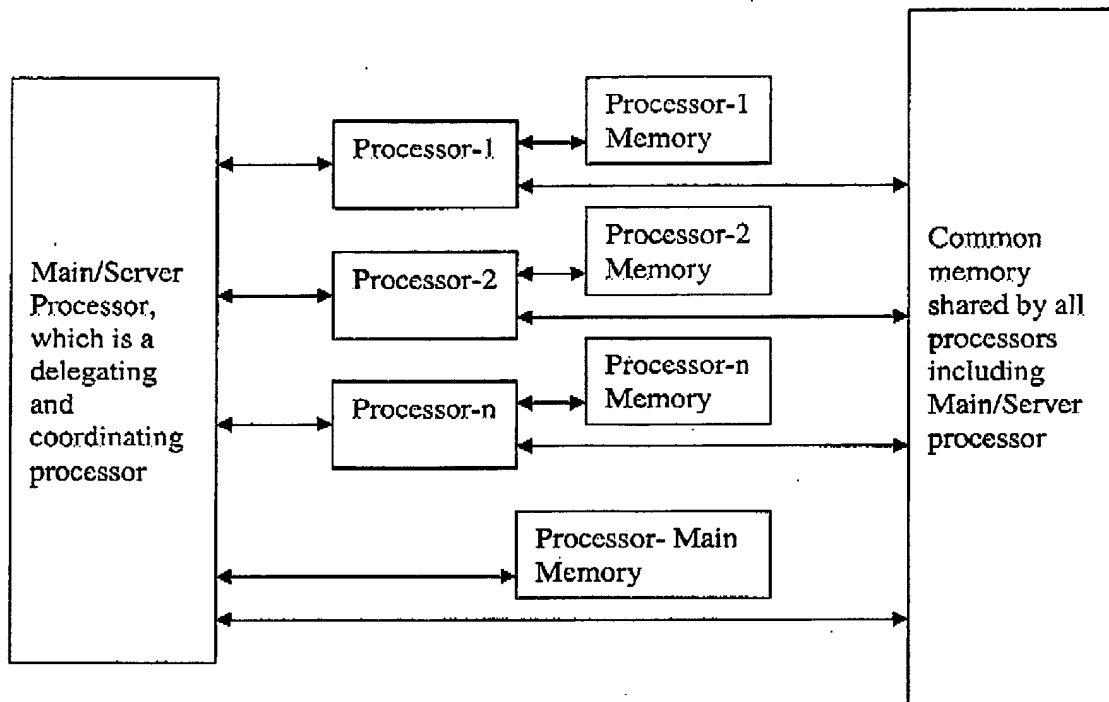 Main/Server
Processor,
which is a
delegating
and
coordinating
processor
Processor-1
Processor-1
Memory
Processor-2
Processor-2
Memory
Processor-n
Processor-n
Memory
Processor- Main
Memory
Common
memory
shared by all
processors
including
Main/Server
processor